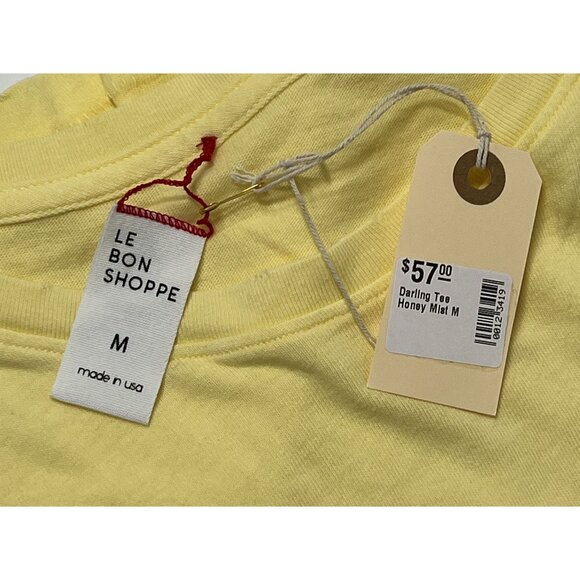 LE
BON
SHOPPE
M
made in usa
$57.00
Darling Tee
Honey Mist M
00123419